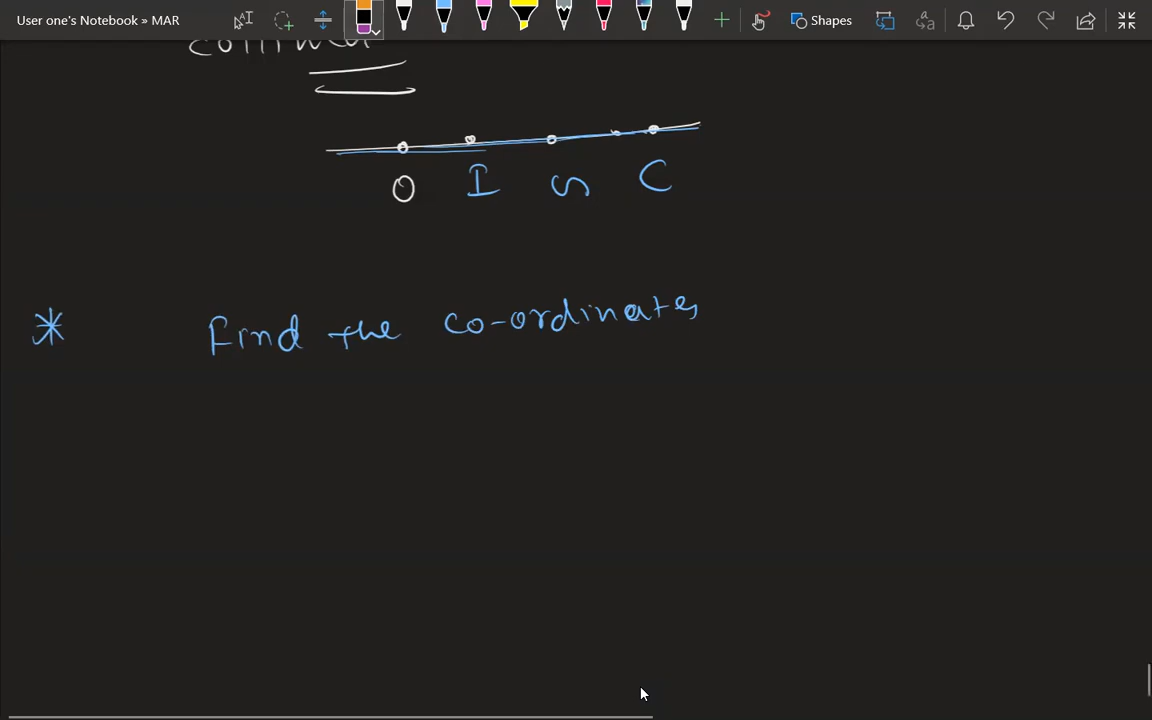 User one's Notebook » MAR
Shapes
O I G C
* Find the co-ordinates